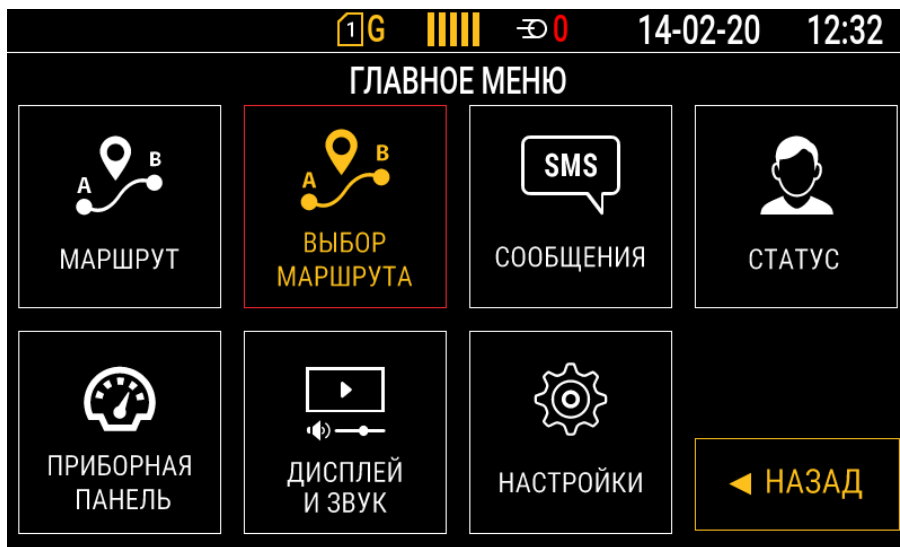 1 G 0 14-02-20 12:32
ГЛАВНОЕ МЕНЮ
A B
МАРШРУТ
A B
ВЫБОР
МАРШРУТА
SMS
СООБЩЕНИЯ
СТАТУС
ПРИБОРНАЯ
ПАНЕЛЬ
ДИСПЛЕЙ
И ЗВУК
НАСТРОЙКИ
НАЗАД